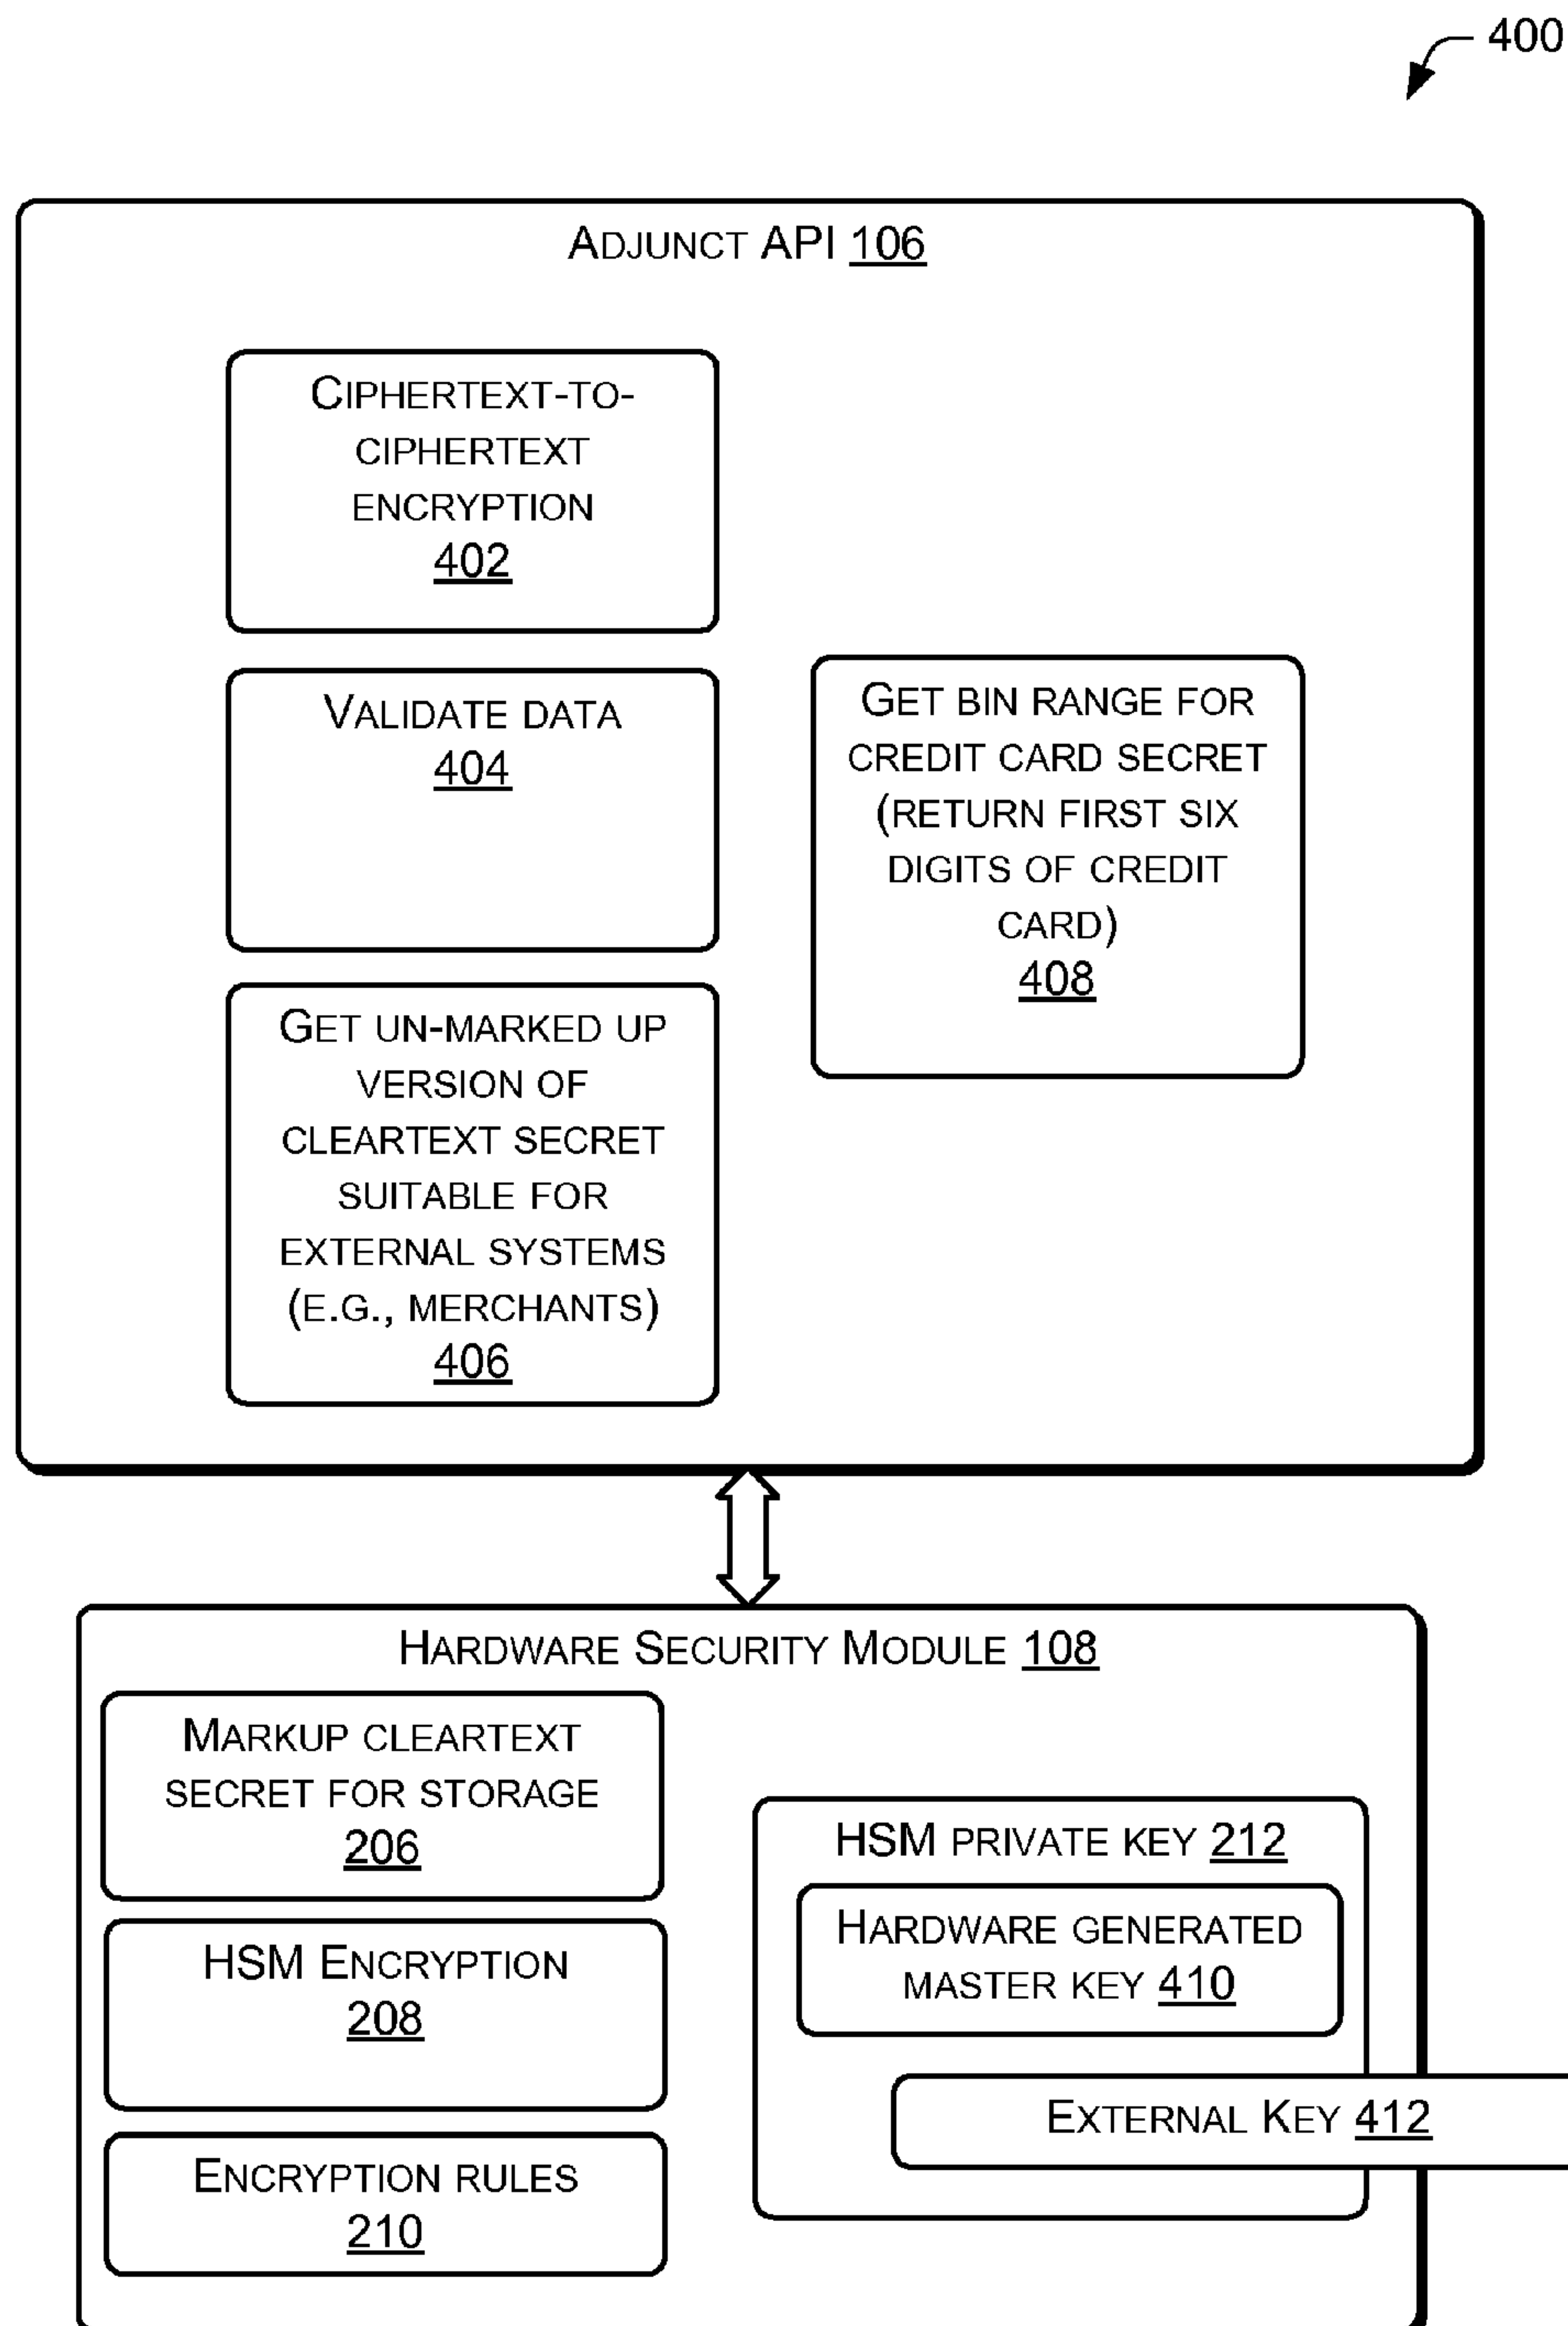 400
ADJUNCT API 106
CIPHERTEXT-TO-
CIPHERTEXT
ENCRYPTION
402
VALIDATE DATA
404
GET UN-MARKED UP
VERSION OF
CLEARTEXT SECRET
SUITABLE FOR
EXTERNAL SYSTEMS
(E.G., MERCHANTS)
406
GET BIN RANGE FOR
CREDIT CARD SECRET
(RETURN FIRST SIX
DIGITS OF CREDIT
CARD)
408
HARDWARE SECURITY MODULE 108
MARKUP CLEARTEXT
SECRET FOR STORAGE
206
HSM ENCRYPTION
208
ENCRYPTION RULES
210
HSM PRIVATE KEY 212
HARDWARE GENERATED
MASTER KEY 410
EXTERNAL KEY 412